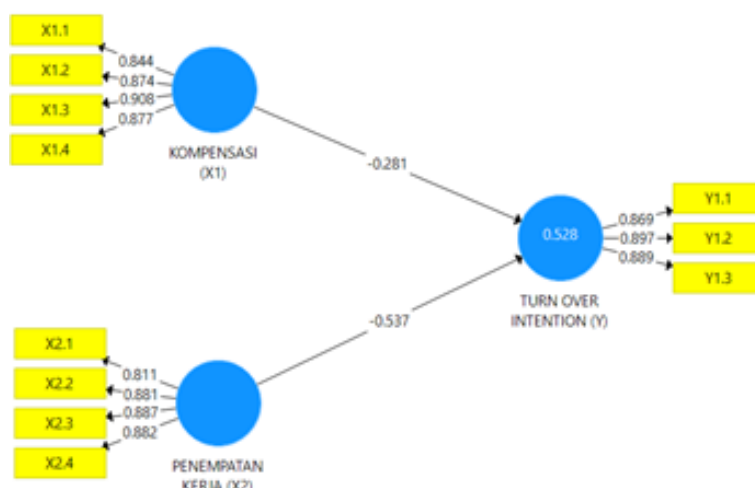 X1.1
0.844
X1.2
0.874
X1.3
0.908
X1.4
0.877
KOMPENSASI
(X1)
-0.281
0.528
TURN OVER
INTENTION (Y)
0.869
Y1.1
0.897
Y1.2
0.889
Y1.3
-0.537
X2.1
0.811
X2.2
0.881
X2.3
0.887
X2.4
0.882
PENEMPATAN
KERJA (X2)